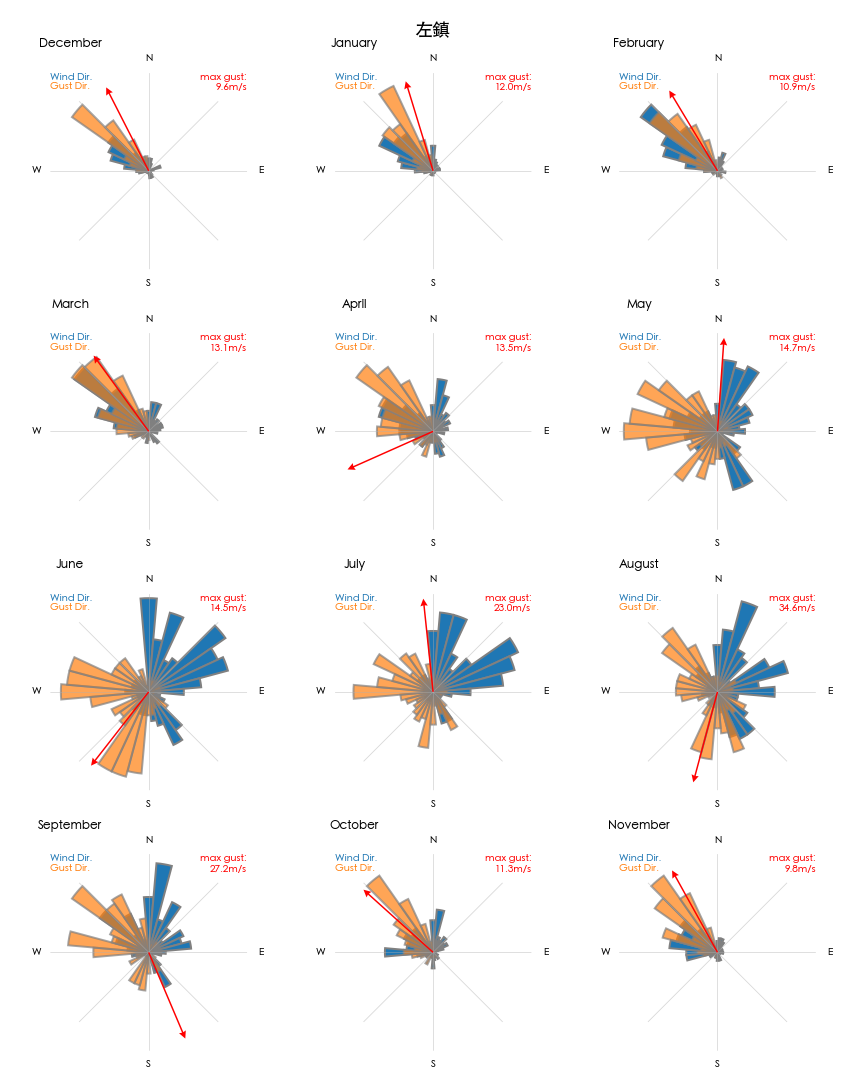 左鎮
December
N
Wind Dir.
Gust Dir.
max gust:
9.6m/s
W
E
S
January
N
Wind Dir.
Gust Dir.
max gust:
12.0m/s
W
E
S
February
N
Wind Dir.
Gust Dir.
max gust:
10.9m/s
W
E
S
March
N
Wind Dir.
Gust Dir.
max gust:
13.1m/s
W
E
S
April
N
Wind Dir.
Gust Dir.
max gust:
13.5m/s
W
E
S
May
N
Wind Dir.
Gust Dir.
max gust:
14.7m/s
W
E
S
June
N
Wind Dir.
Gust Dir.
max gust:
14.5m/s
W
E
S
July
N
Wind Dir.
Gust Dir.
max gust:
23.0m/s
W
E
S
August
N
Wind Dir.
Gust Dir.
max gust:
34.6m/s
W
E
S
September
N
Wind Dir.
Gust Dir.
max gust:
27.2m/s
W
E
S
October
N
Wind Dir.
Gust Dir.
max gust:
11.3m/s
W
E
S
November
N
Wind Dir.
Gust Dir.
max gust:
9.8m/s
W
E
S